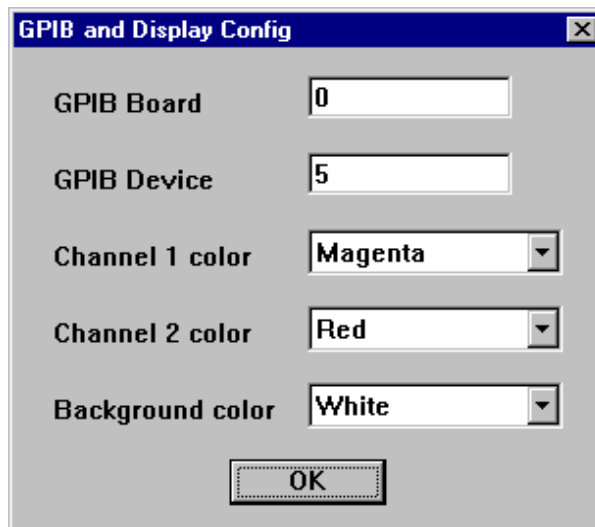 GPIB and Display Config
GPIB Board 0
GPIB Device 5
Channel 1 color Magenta
Channel 2 color Red
Background color White
OK